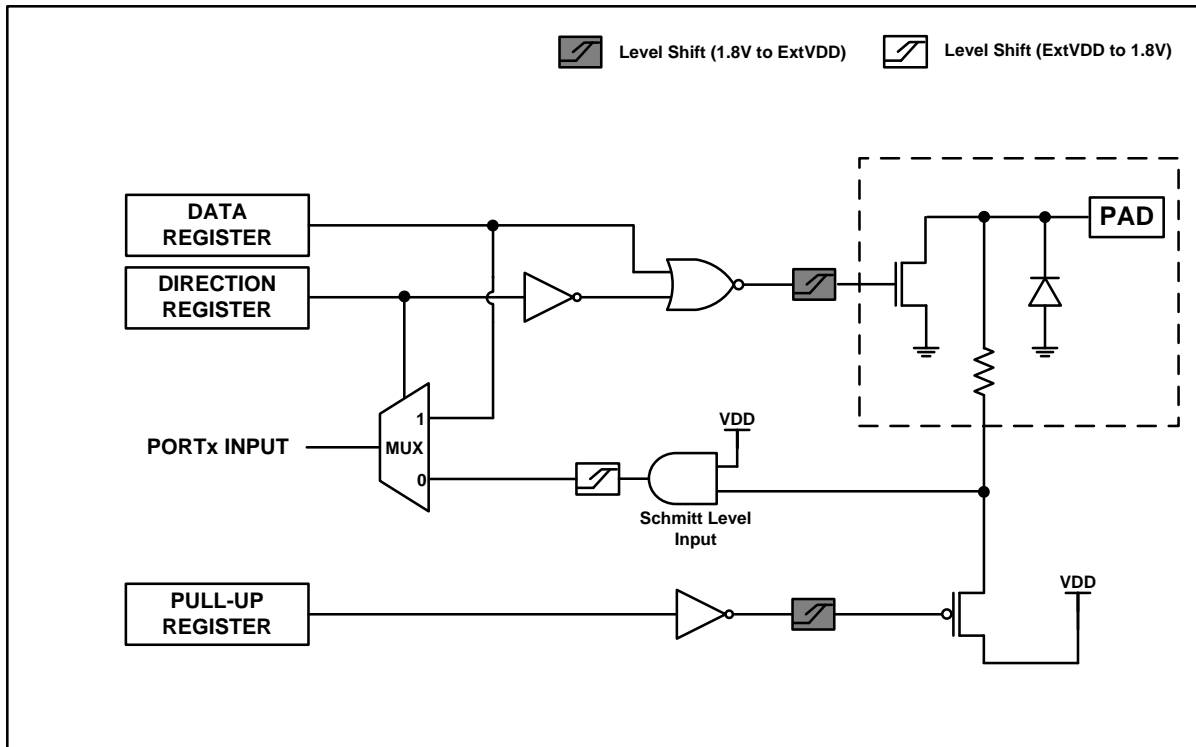 Level Shift (1.8V to ExtVDD)
Level Shift (ExtVDD to 1.8V)
DATA
REGISTER
PAD
DIRECTION
REGISTER
VDD
1
PORTx INPUT
MUX
0
Schmitt Level
Input
PULL-UP
REGISTER
VDD